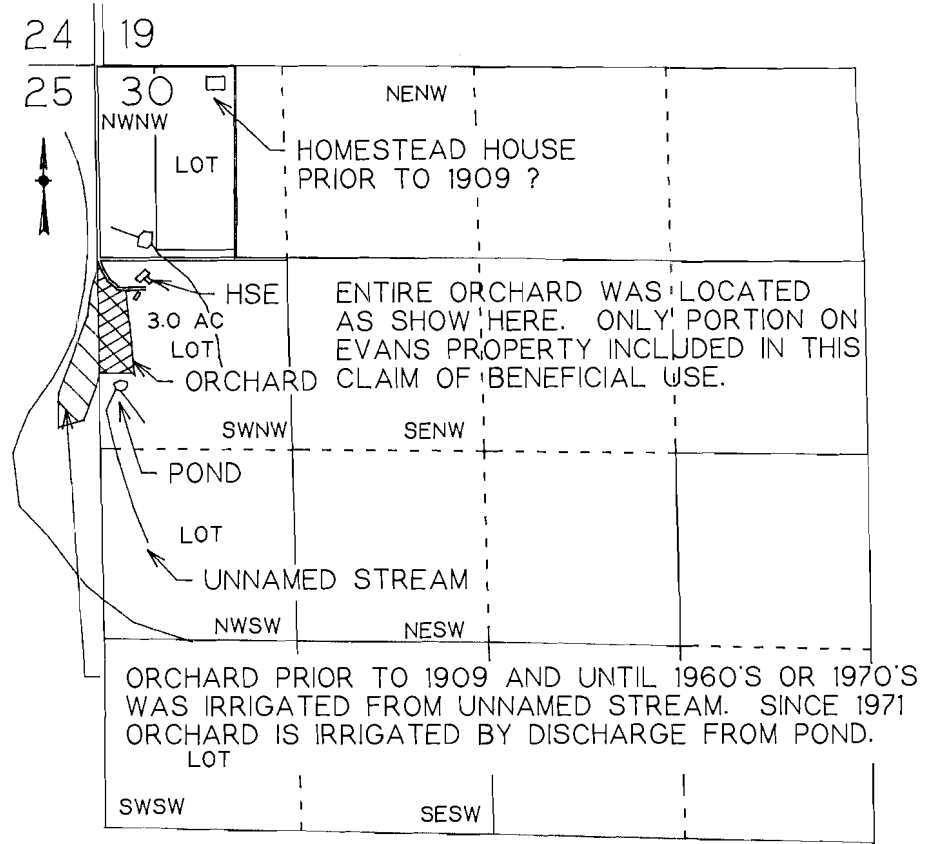 24 19
25 30
NWNW
NENW
LOT
HOMESTEAD HOUSE
PRIOR TO 1909 ?
HSE
3.0 AC
LOT
ORCHARD
ENTIRE ORCHARD WAS LOCATED
AS SHOW HERE. ONLY PORTION ON
EVANS PROPERTY INCLUDED IN THIS
CLAIM OF BENEFICIAL USE.
SWNW
SENW
POND
LOT
UNNAMED STREAM
NWSW
NESW
ORCHARD PRIOR TO 1909 AND UNTIL 1960'S OR 1970'S
WAS IRRIGATED FROM UNNAMED STREAM. SINCE 1971
ORCHARD IS IRRIGATED BY DISCHARGE FROM POND.
LOT
SWSW
SESW